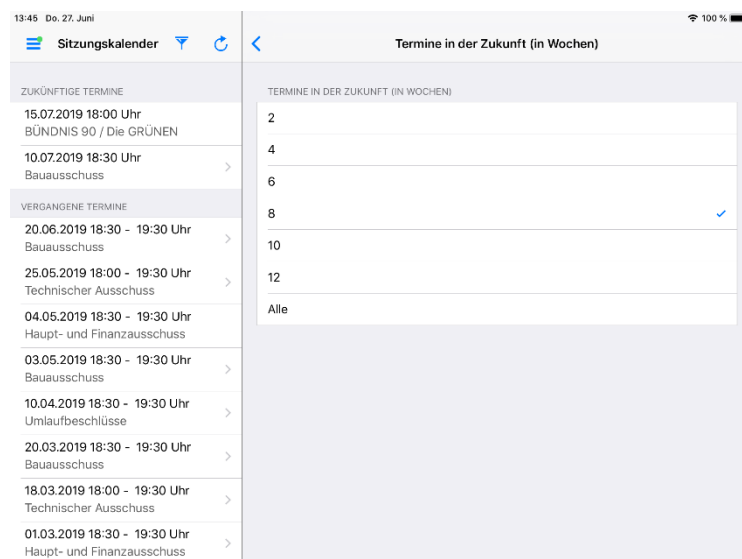 13:45 Do. 27. Juni
100 %
Sitzungskalender
Termine in der Zukunft (in Wochen)
ZUKÜNFTIGE TERMINE
15.07.2019 18:00 Uhr
BÜNDNIS 90 / Die GRÜNEN
10.07.2019 18:30 Uhr
Bauausschuss
VERGANGENE TERMINE
20.06.2019 18:30 - 19:30 Uhr
Bauausschuss
25.05.2019 18:00 - 19:30 Uhr
Technischer Ausschuss
04.05.2019 18:30 - 19:30 Uhr
Haupt- und Finanzausschuss
03.05.2019 18:30 - 19:30 Uhr
Bauausschuss
10.04.2019 18:30 - 19:30 Uhr
Umlaufbeschlüsse
20.03.2019 18:30 - 19:30 Uhr
Bauausschuss
18.03.2019 18:00 - 19:30 Uhr
Technischer Ausschuss
01.03.2019 18:30 - 19:30 Uhr
Haupt- und Finanzausschuss
TERMINE IN DER ZUKUNFT (IN WOCHEN)
2
4
6
8
10
12
Alle